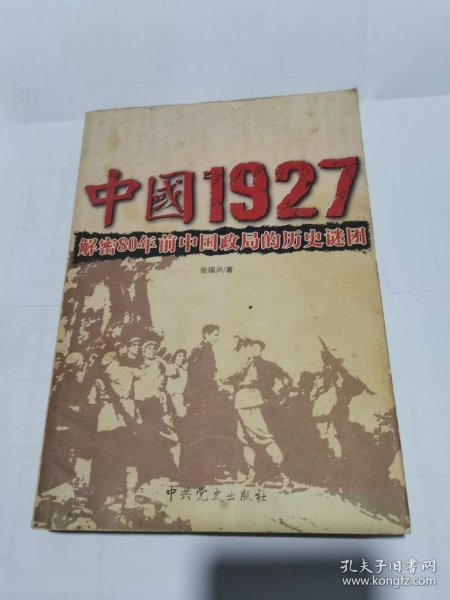 中國1927
解密80年前中国政局的历史谜团
张福兴/著
中共党史出版社
孔夫子旧书网
www.kongfz.com